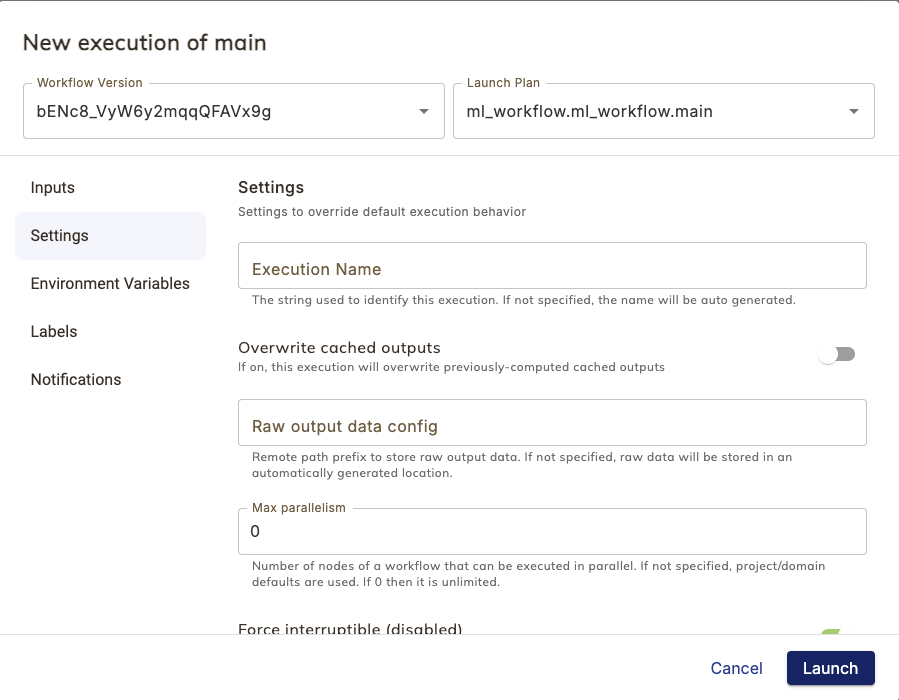 New execution of main
Workflow Version
bENc8_VyW6y2mqqQFAVx9g
Launch Plan
ml_workflow.ml_workflow.main
Inputs
Settings
Environment Variables
Labels
Notifications
Settings
Settings to override default execution behavior
Execution Name
The string used to identify this execution. If not specified, the name will be auto generated.
Overwrite cached outputs
If on, this execution will overwrite previously-computed cached outputs
Raw output data config
Remote path prefix to store raw output data. If not specified, raw data will be stored in an
automatically generated location.
Max parallelism
0
Number of nodes of a workflow that can be executed in parallel. If not specified, project/domain
defaults are used. If 0 then it is unlimited.
Force interruptible (disabled)
Cancel
Launch